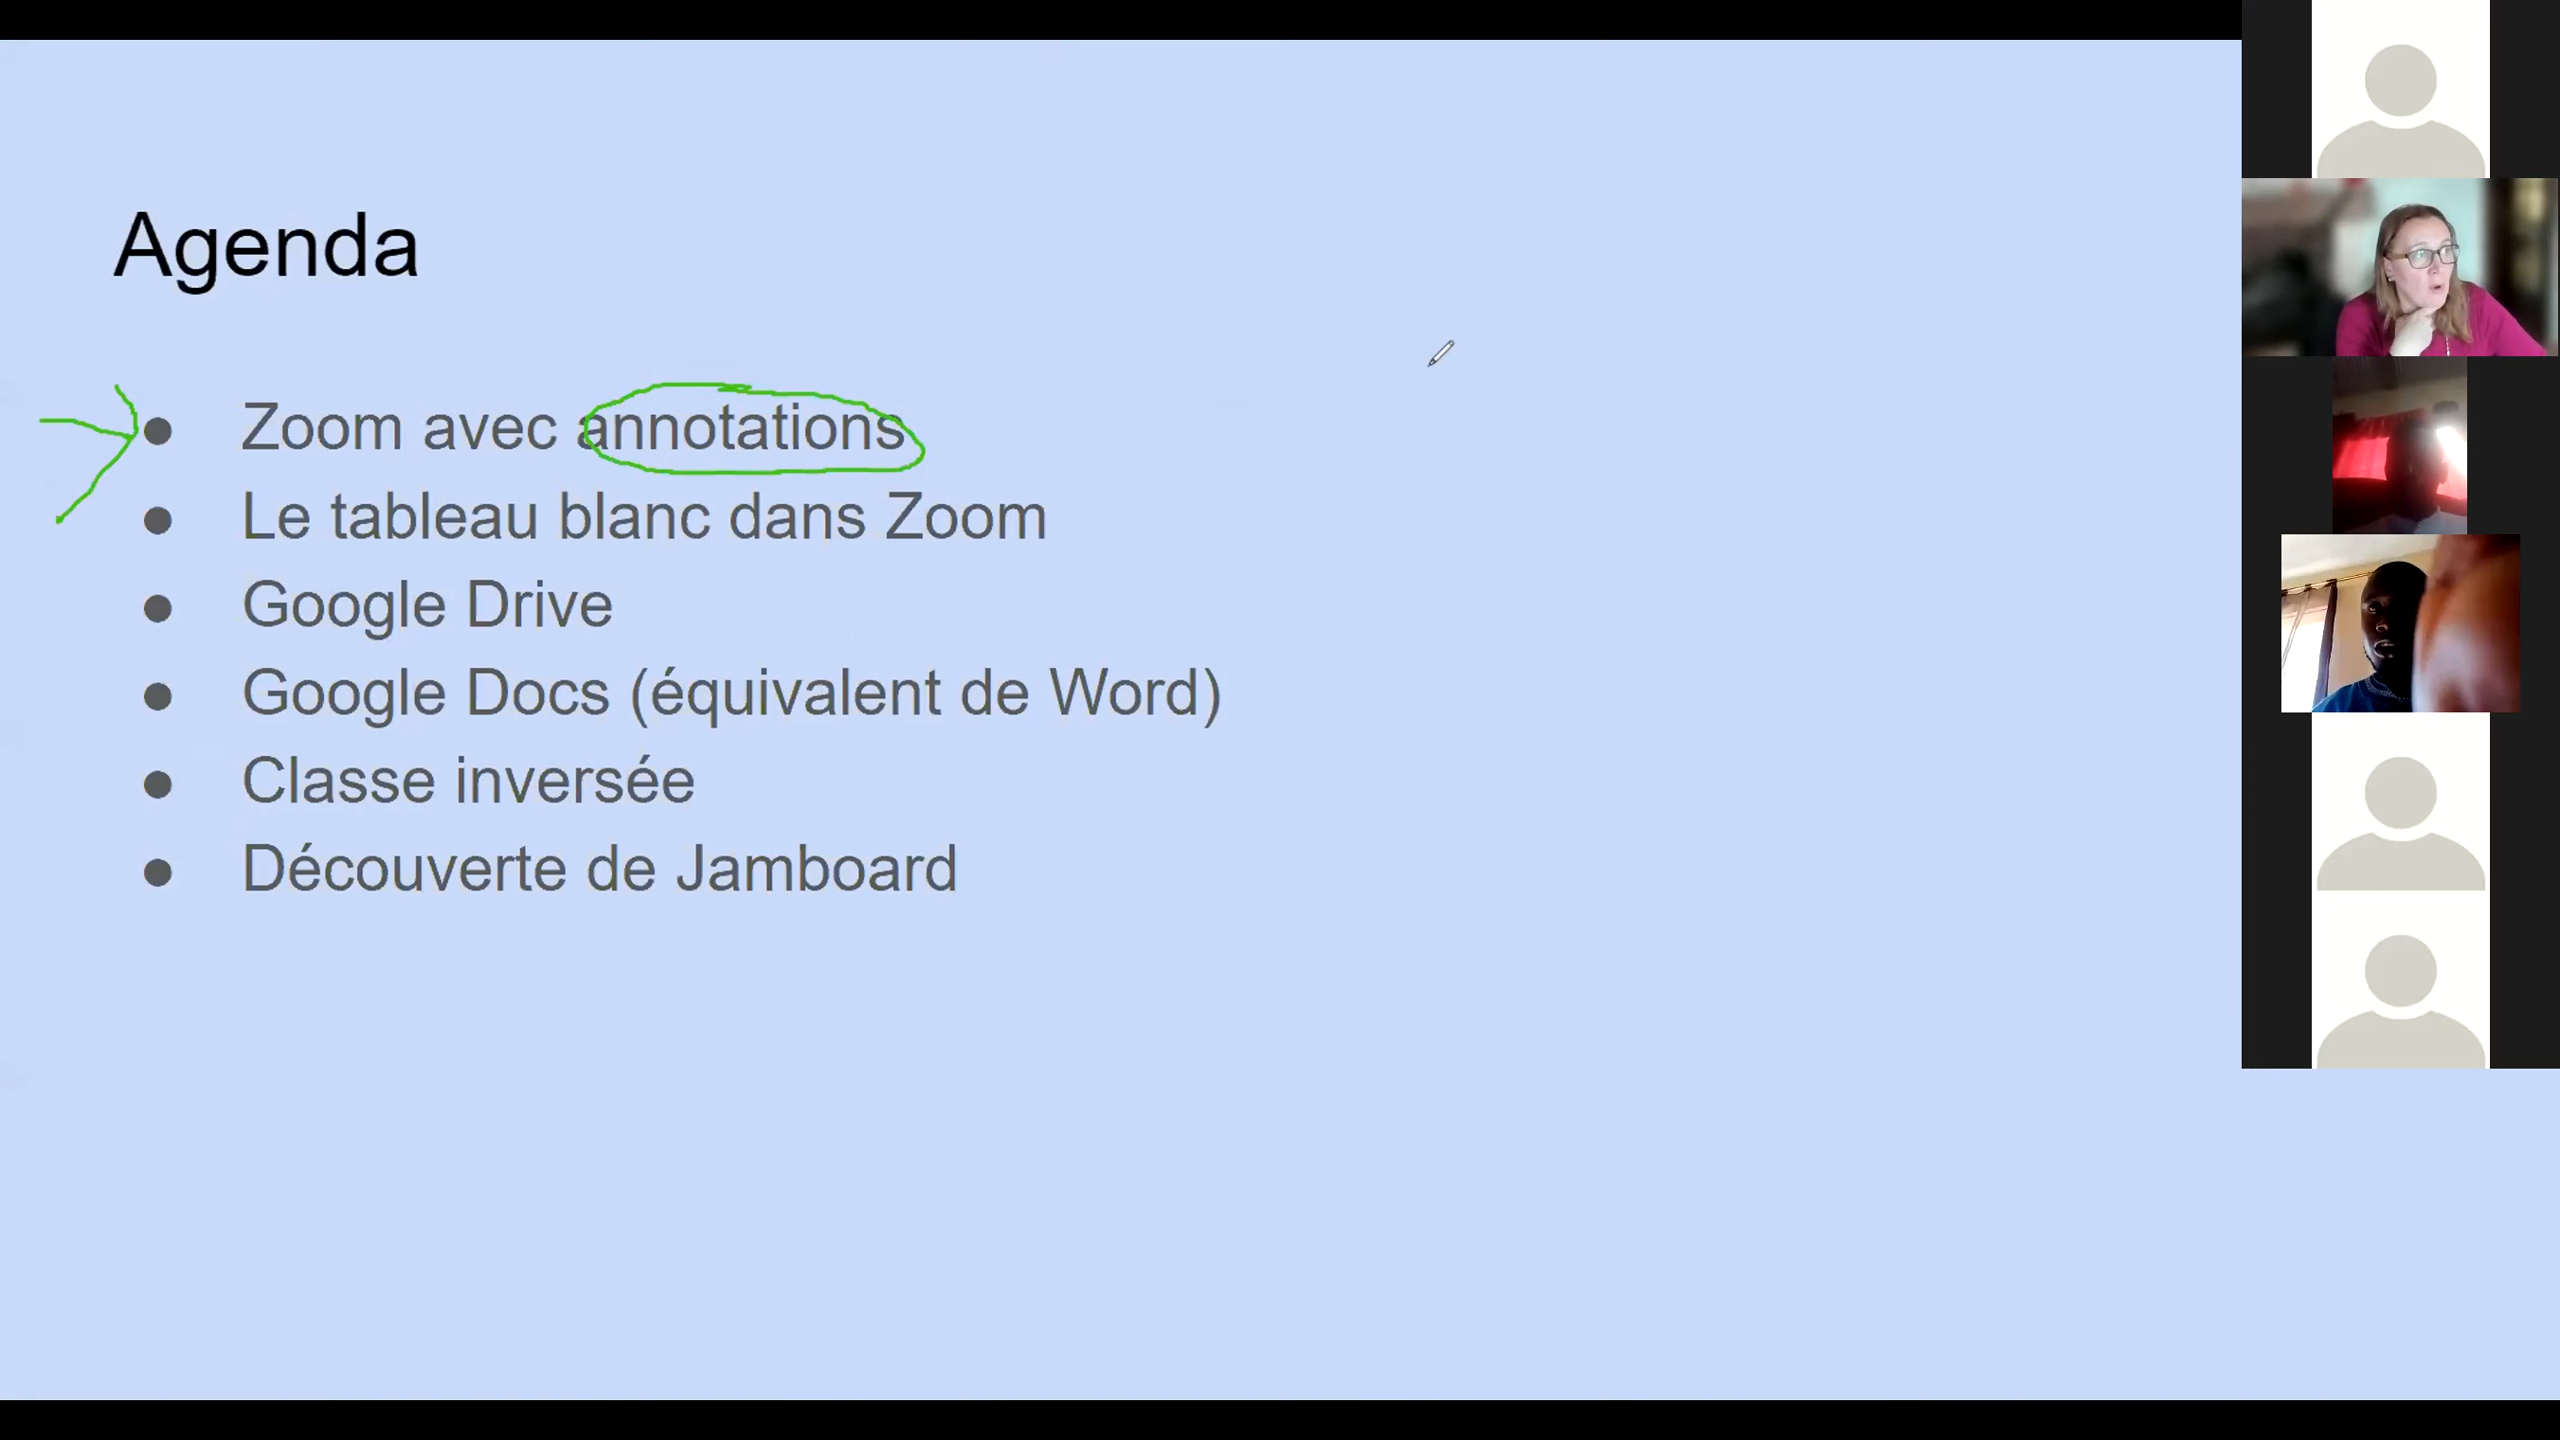 Agenda
● Zoom avec annotations
● Le tableau blanc dans Zoom
● Google Drive
● Google Docs (équivalent de Word)
● Classe inversée
● Découverte de Jamboard